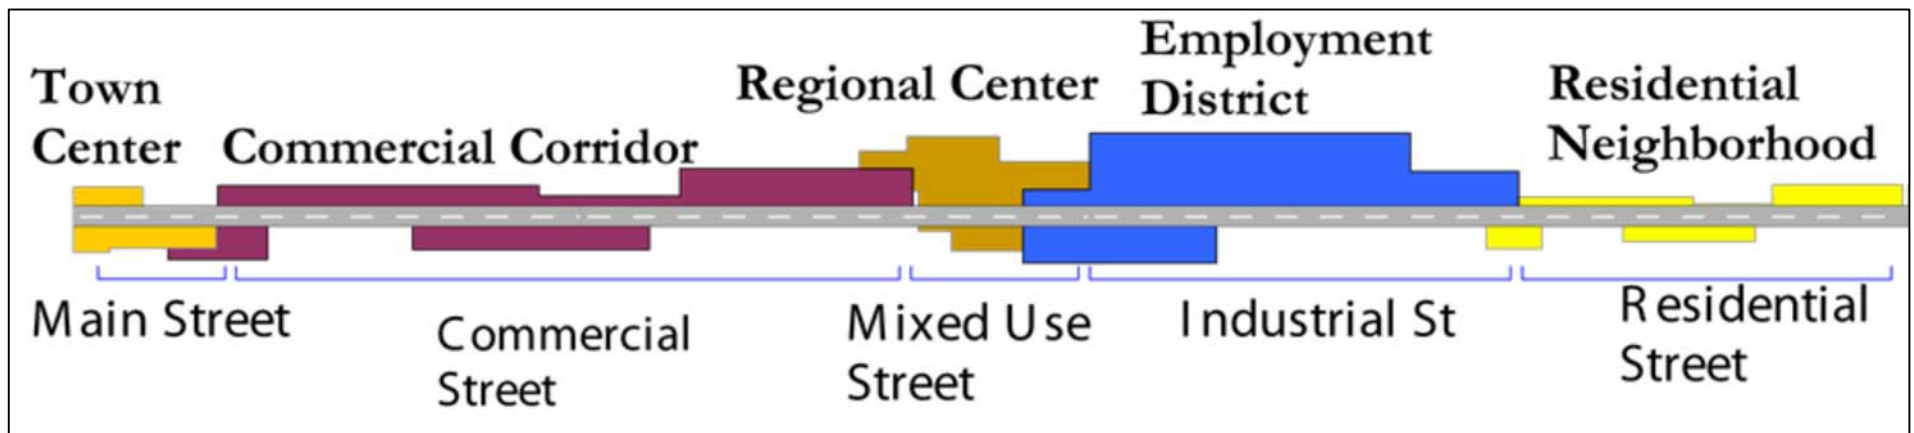 Town
Center
Commercial Corridor
Regional Center
Employment
District
Residential
Neighborhood
Main Street
Commercial
Street
Mixed Use
Street
Industrial St
Residential
Street